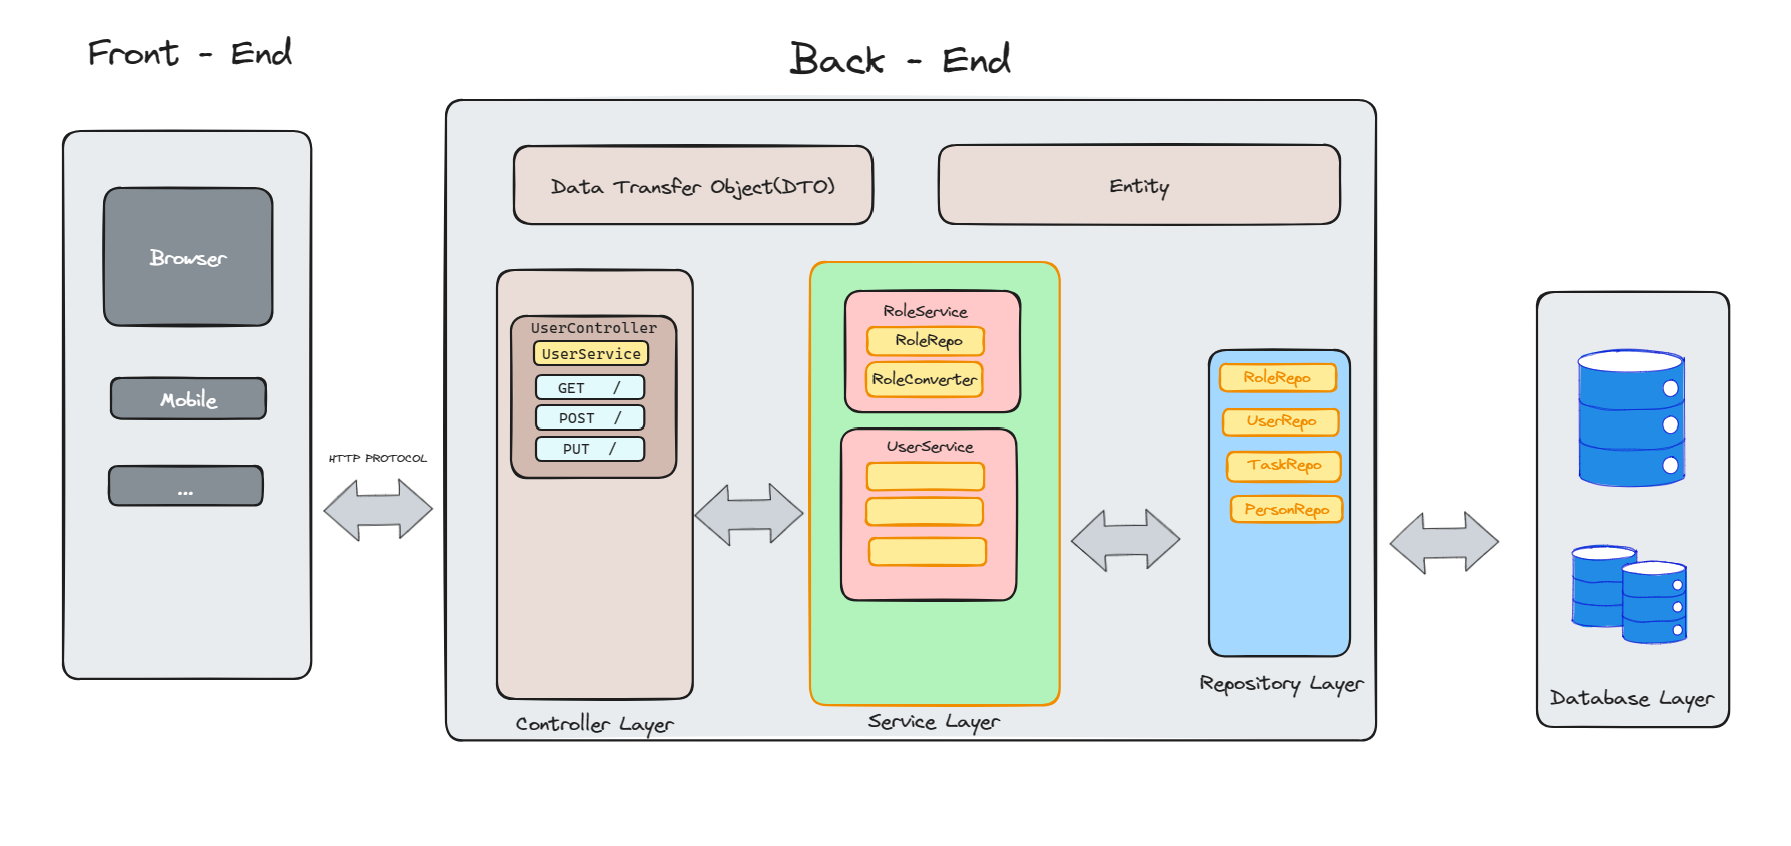 Front - End
Back - End
Browser
Mobile
...
HTTP PROTOCOL
Data Transfer Object(DTO)
Entity
UserController
UserService
GET /
POST /
PUT /
Controller Layer
RoleService
RoleRepo
RoleConverter
UserService
Service Layer
RoleRepo
UserRepo
TaskRepo
PersonRepo
Repository Layer
Database Layer